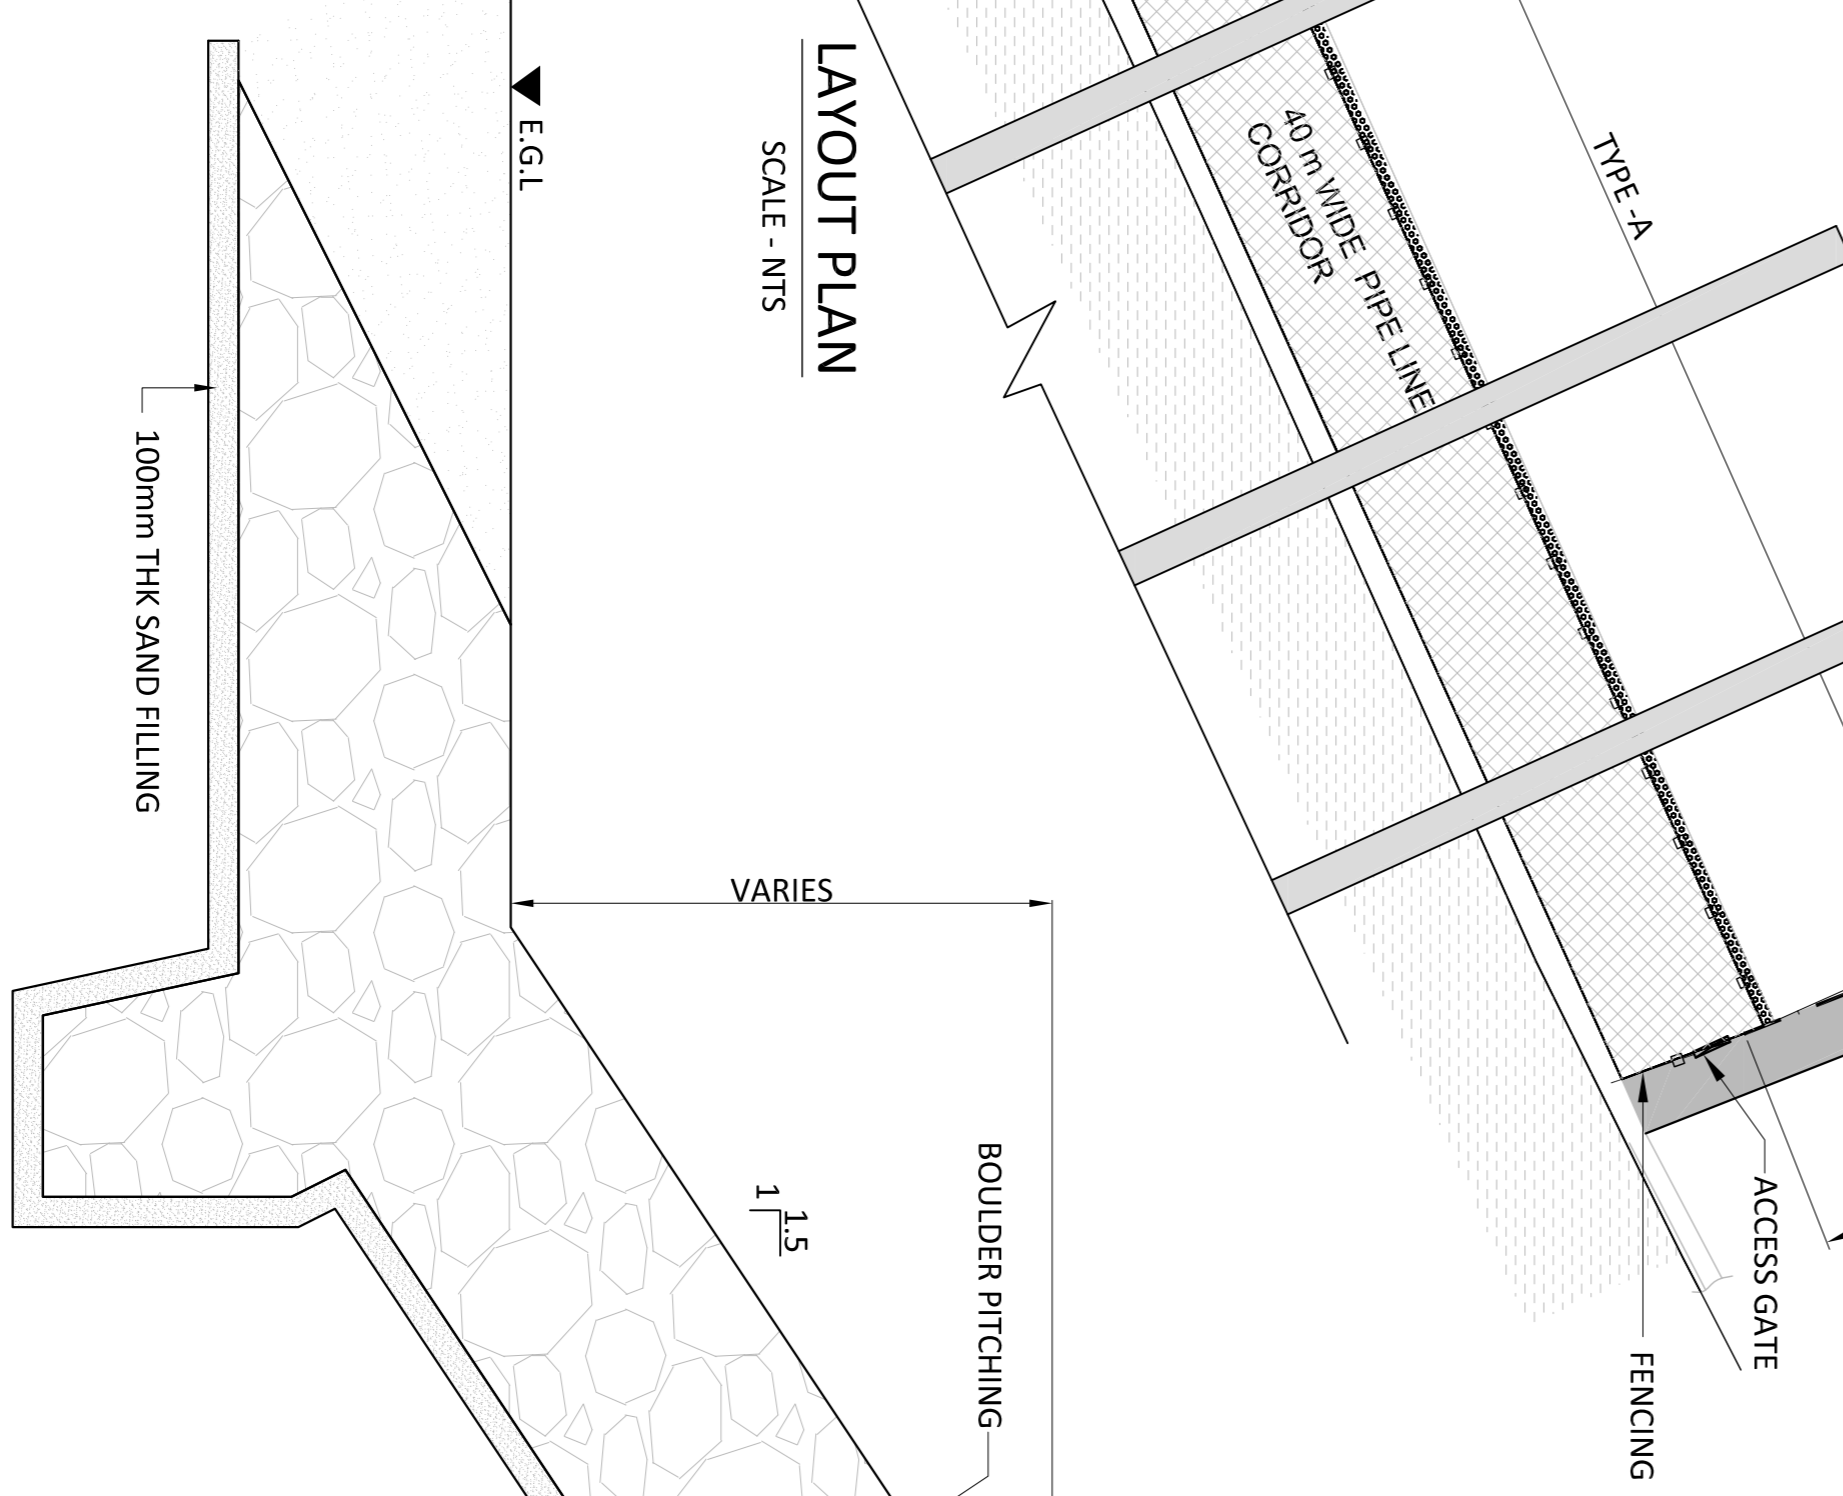 TYPE -A
40 m WIDE PIPE LINE
CORRIDOR
ACCESS GATE
FENCING
LAYOUT PLAN
SCALE - NTS
E.G.L
VARIES
BOULDER PITCHING
1.5
1
100mm THK SAND FILLING